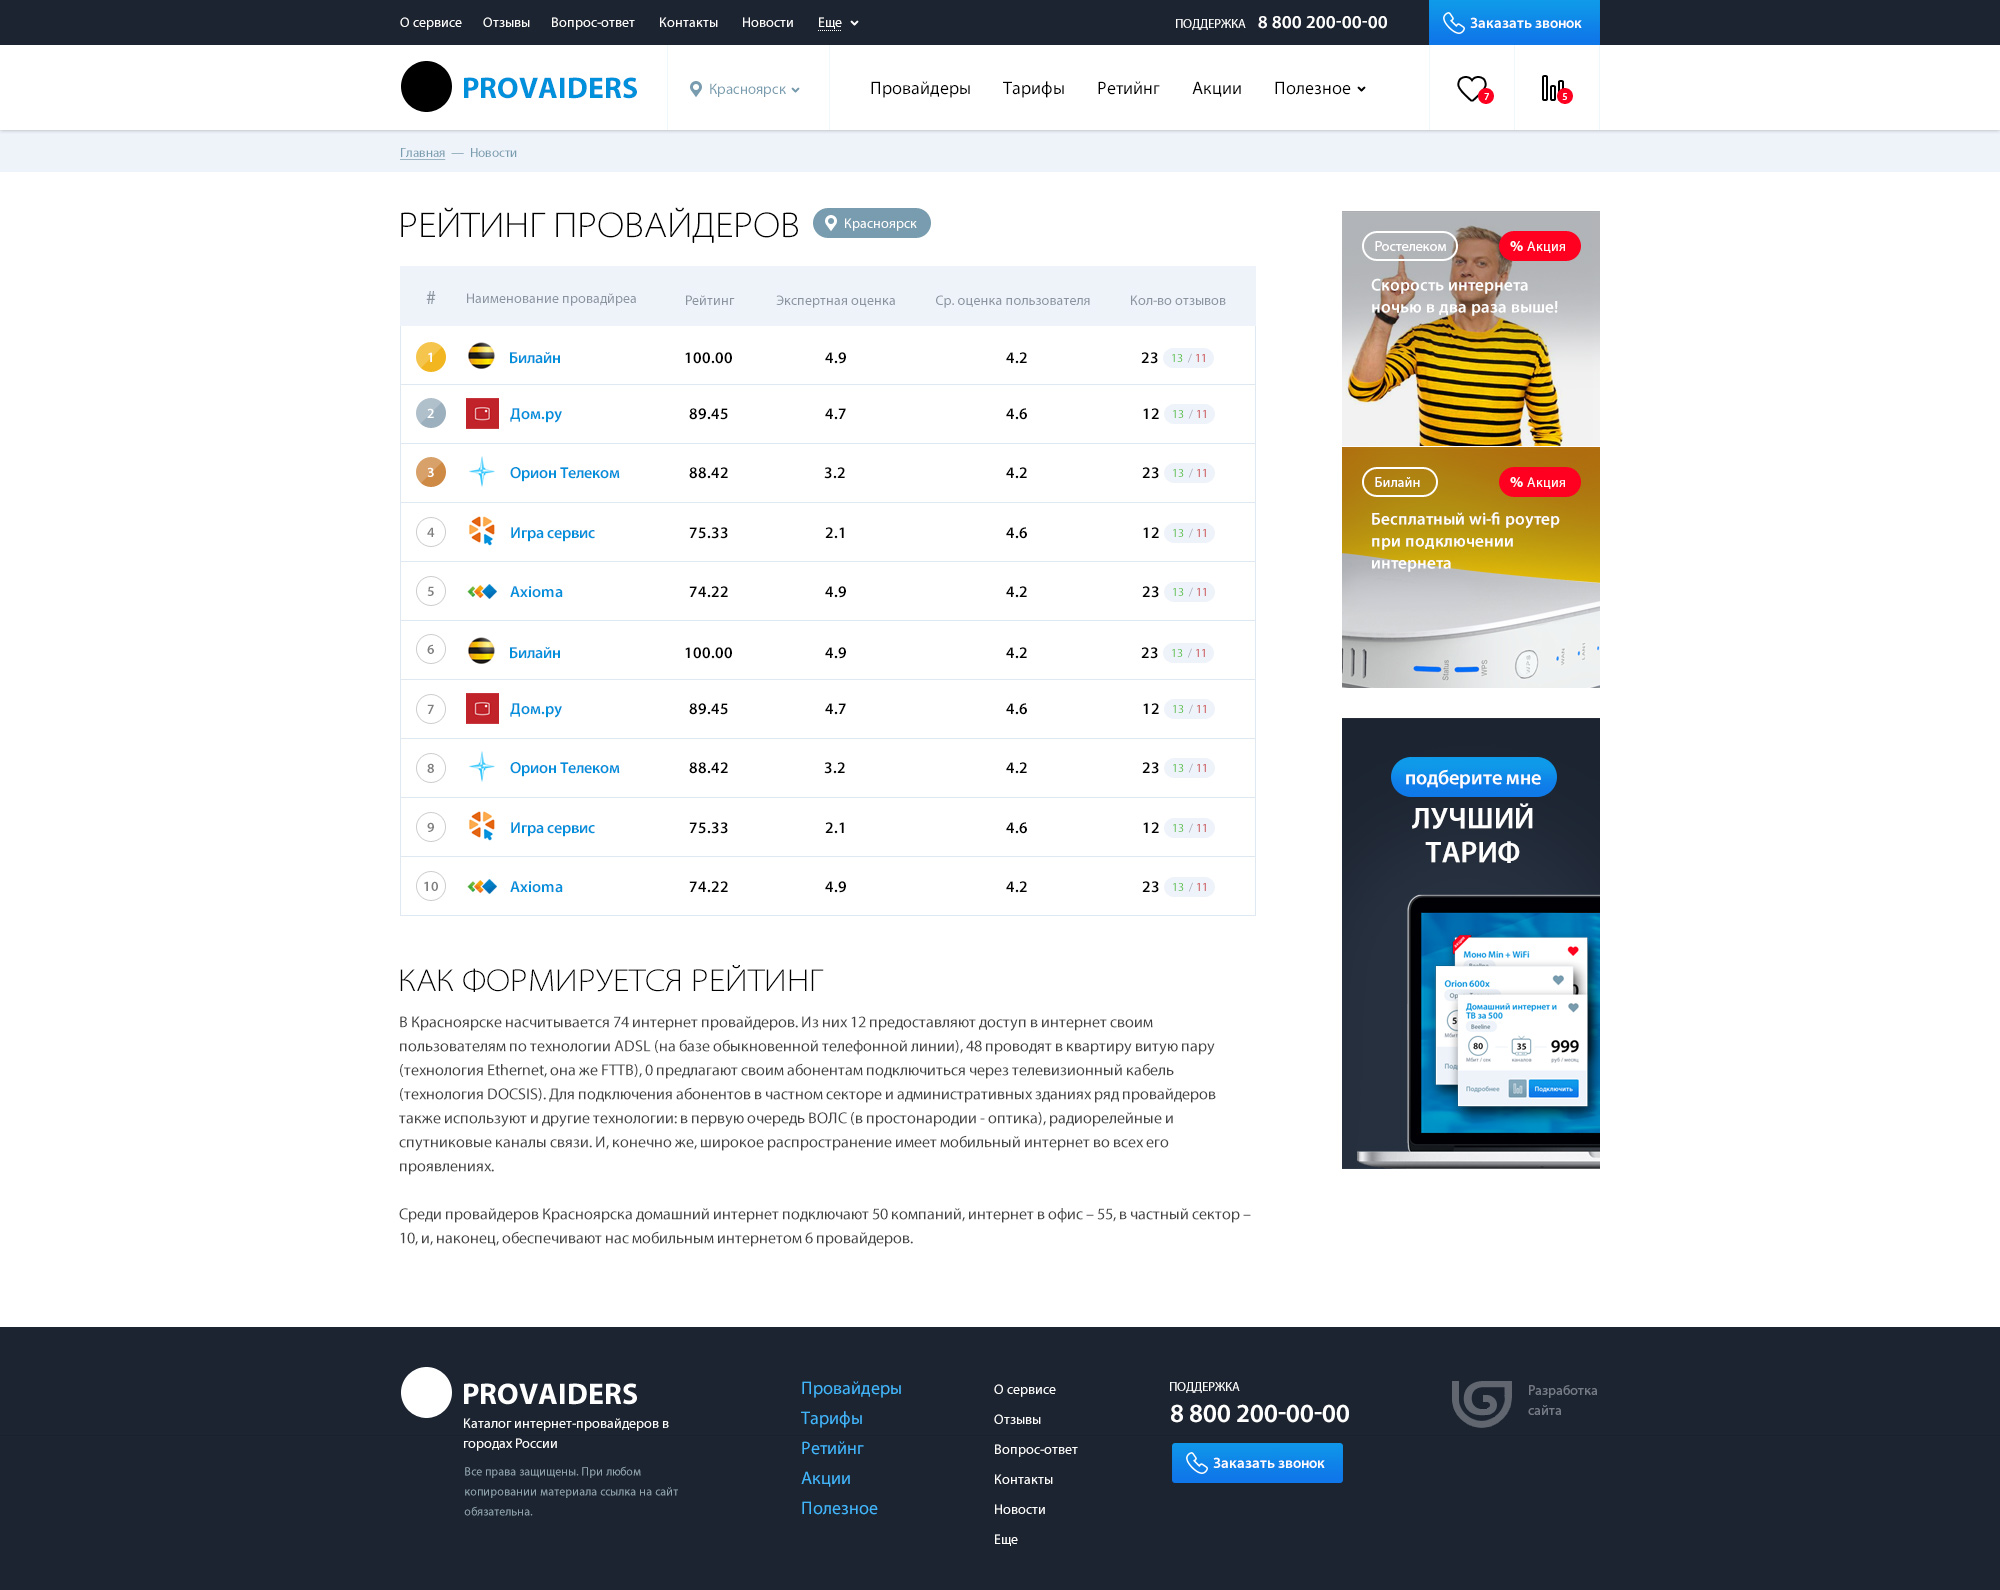 О сервисе Отзывы Вопрос-ответ Контакты Новости Еще ПОДДЕРЖКА 8 800 200-00-00 Заказать звонок
PROVAIDERS Красноярск Провайдеры Тарифы Ретийнг Акции Полезное 7 5
Главная — Новости
РЕЙТИНГ ПРОВАЙДЕРОВ Красноярск
# Наименование провадйреа Рейтинг Экспертная оценка Ср. оценка пользователя Кол-во отзывов
1 Билайн 100.00 4.9 4.2 23 13 / 11
2 Дом.ру 89.45 4.7 4.6 12 13 / 11
3 Орион Телеком 88.42 3.2 4.2 23 13 / 11
4 Игра сервис 75.33 2.1 4.6 12 13 / 11
5 Axioma 74.22 4.9 4.2 23 13 / 11
6 Билайн 100.00 4.9 4.2 23 13 / 11
7 Дом.ру 89.45 4.7 4.6 12 13 / 11
8 Орион Телеком 88.42 3.2 4.2 23 13 / 11
9 Игра сервис 75.33 2.1 4.6 12 13 / 11
10 Axioma 74.22 4.9 4.2 23 13 / 11
КАК ФОРМИРУЕТСЯ РЕЙТИНГ
В Красноярске насчитывается 74 интернет провайдеров. Из них 12 предоставляют доступ в интернет своим
пользователям по технологии ADSL (на базе обыкновенной телефонной линии), 48 проводят в квартиру витую пару
(технология Ethernet, она же FTTB), 0 предлагают своим абонентам подключиться через телевизионный кабель
(технология DOCSIS). Для подключения абонентов в частном секторе и административных зданиях ряд провайдеров
также используют и другие технологии: в первую очередь ВОЛС (в простонародии - оптика), радиорелейные и
спутниковые каналы связи. И, конечно же, широкое распространение имеет мобильный интернет во всех его
проявлениях.
Среди провайдеров Красноярска домашний интернет подключают 50 компаний, интернет в офис – 55, в частный сектор –
10, и, наконец, обеспечивают нас мобильным интернетом 6 провайдеров.
Ростелеком % Акция
Скорость интернета
ночью в два раза выше!
Билайн % Акция
Бесплатный wi-fi роутер
при подключении
интернета
Status WPS WPS WAN
подберите мне
ЛУЧШИЙ
ТАРИФ
Моно Min + WiFi
Orion 600x
Домашний интернет и
ТВ за 500
Beeline
80 35 999
Мбит / сек каналов руб / месяц
Подробнее Подключить
PROVAIDERS
Каталог интернет-провайдеров в
городах России
Все права защищены. При любом
копировании материала ссылка на сайт
обязательна.
Провайдеры
Тарифы
Ретийнг
Акции
Полезное
О сервисе
Отзывы
Вопрос-ответ
Контакты
Новости
Еще
ПОДДЕРЖКА
8 800 200-00-00
Заказать звонок
Разработка
сайта